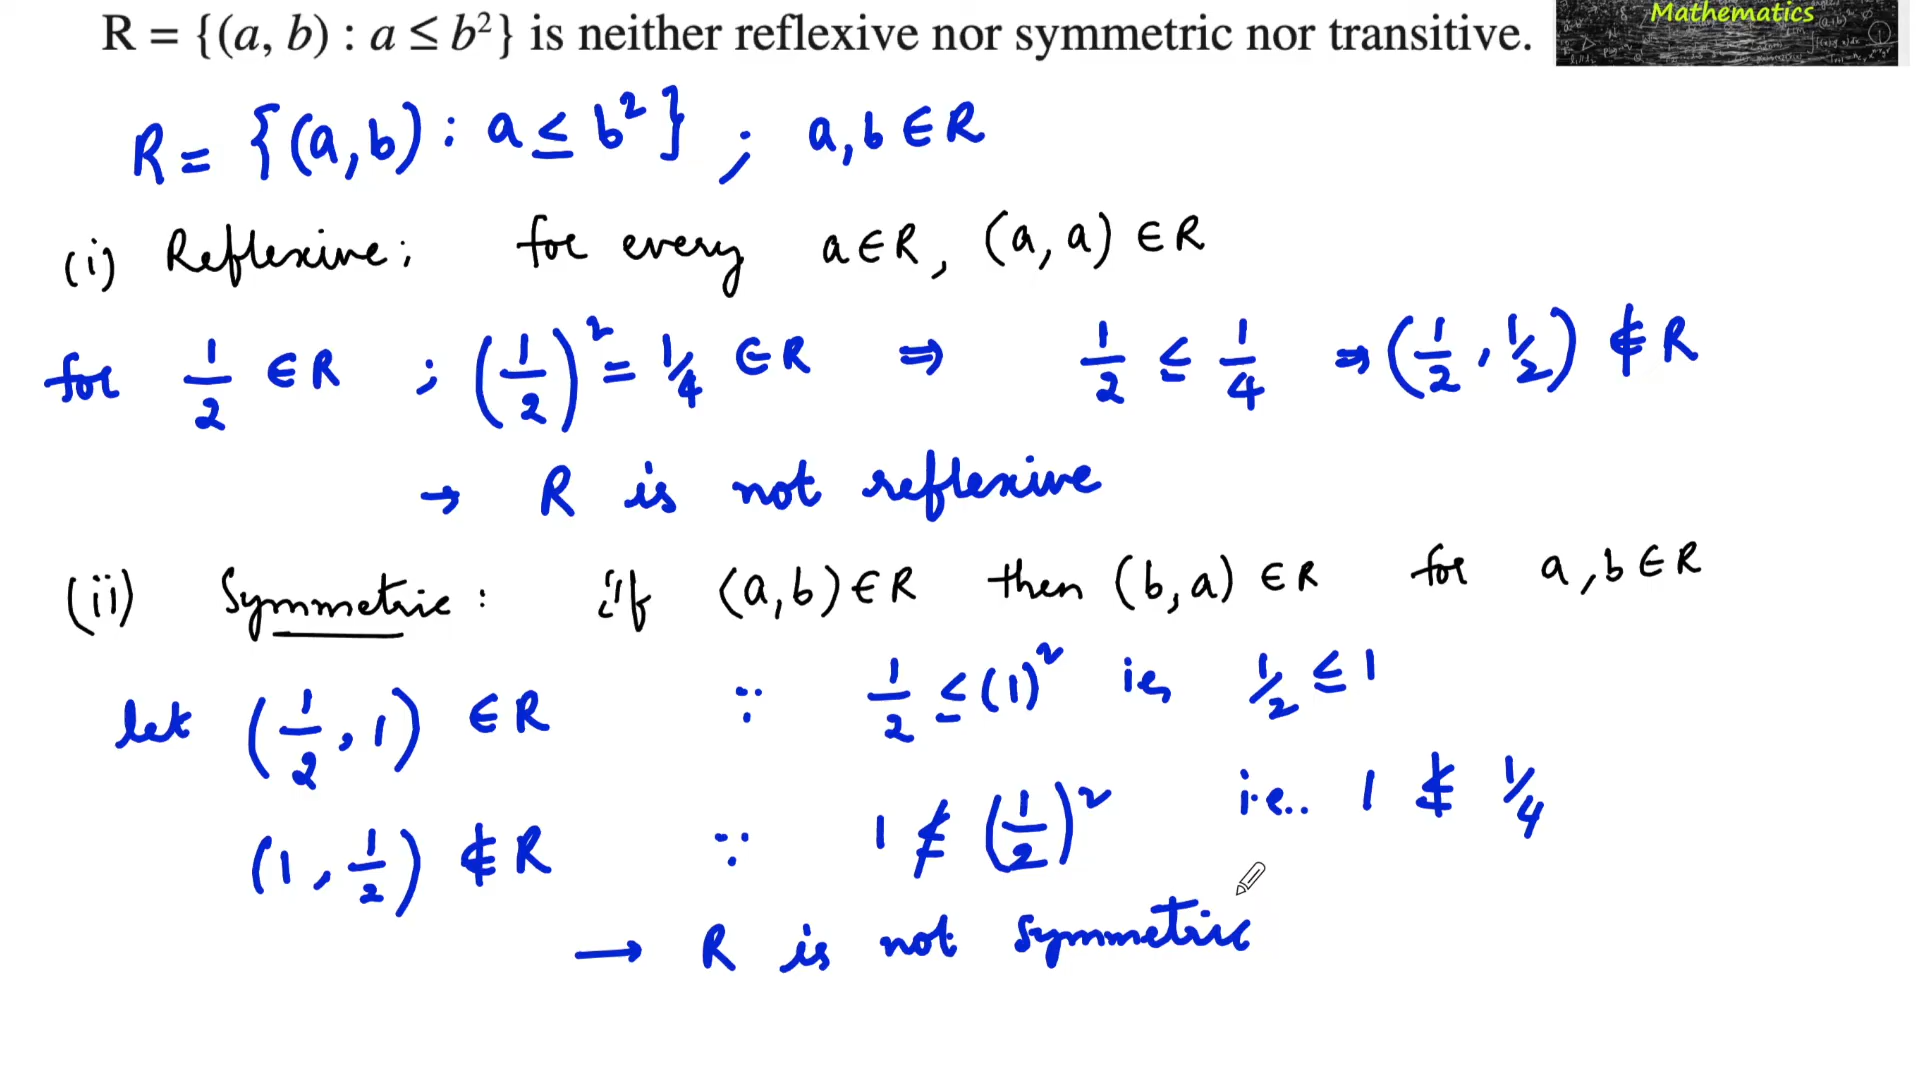 Mathematics
R = {(a, b) : a ≤ b²} is neither reflexive nor symmetric nor transitive.
R = {(a,b) : a ≤ b²} ; a,b ∈ R
(i) Reflexive: for every a ∈ R, (a, a) ∈ R
for 1/2 ∈ R ; (1/2)² = 1/4 ∈ R ⇒ 1/2 ≤ 1/4 ⇒ (1/2, 1/2) ∉ R
→ R is not reflexive
(ii) Symmetric : if (a,b) ∈ R then (b,a) ∈ R for a,b ∈ R
let (1/2, 1) ∈ R ∵ 1/2 ≤ (1)² ie, 1/2 ≤ 1
(1, 1/2) ∉ R ∵ 1 ≰ (1/2)² i.e.. 1 ≰ 1/4
→ R is not symmetric